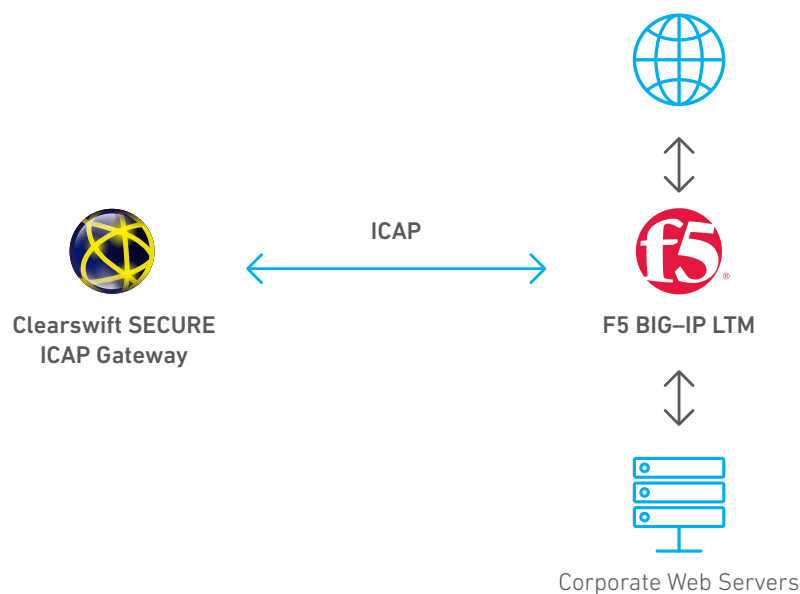 ICAP
f5
®
Clearswift SECURE
ICAP Gateway
F5 BIG–IP LTM
Corporate Web Servers